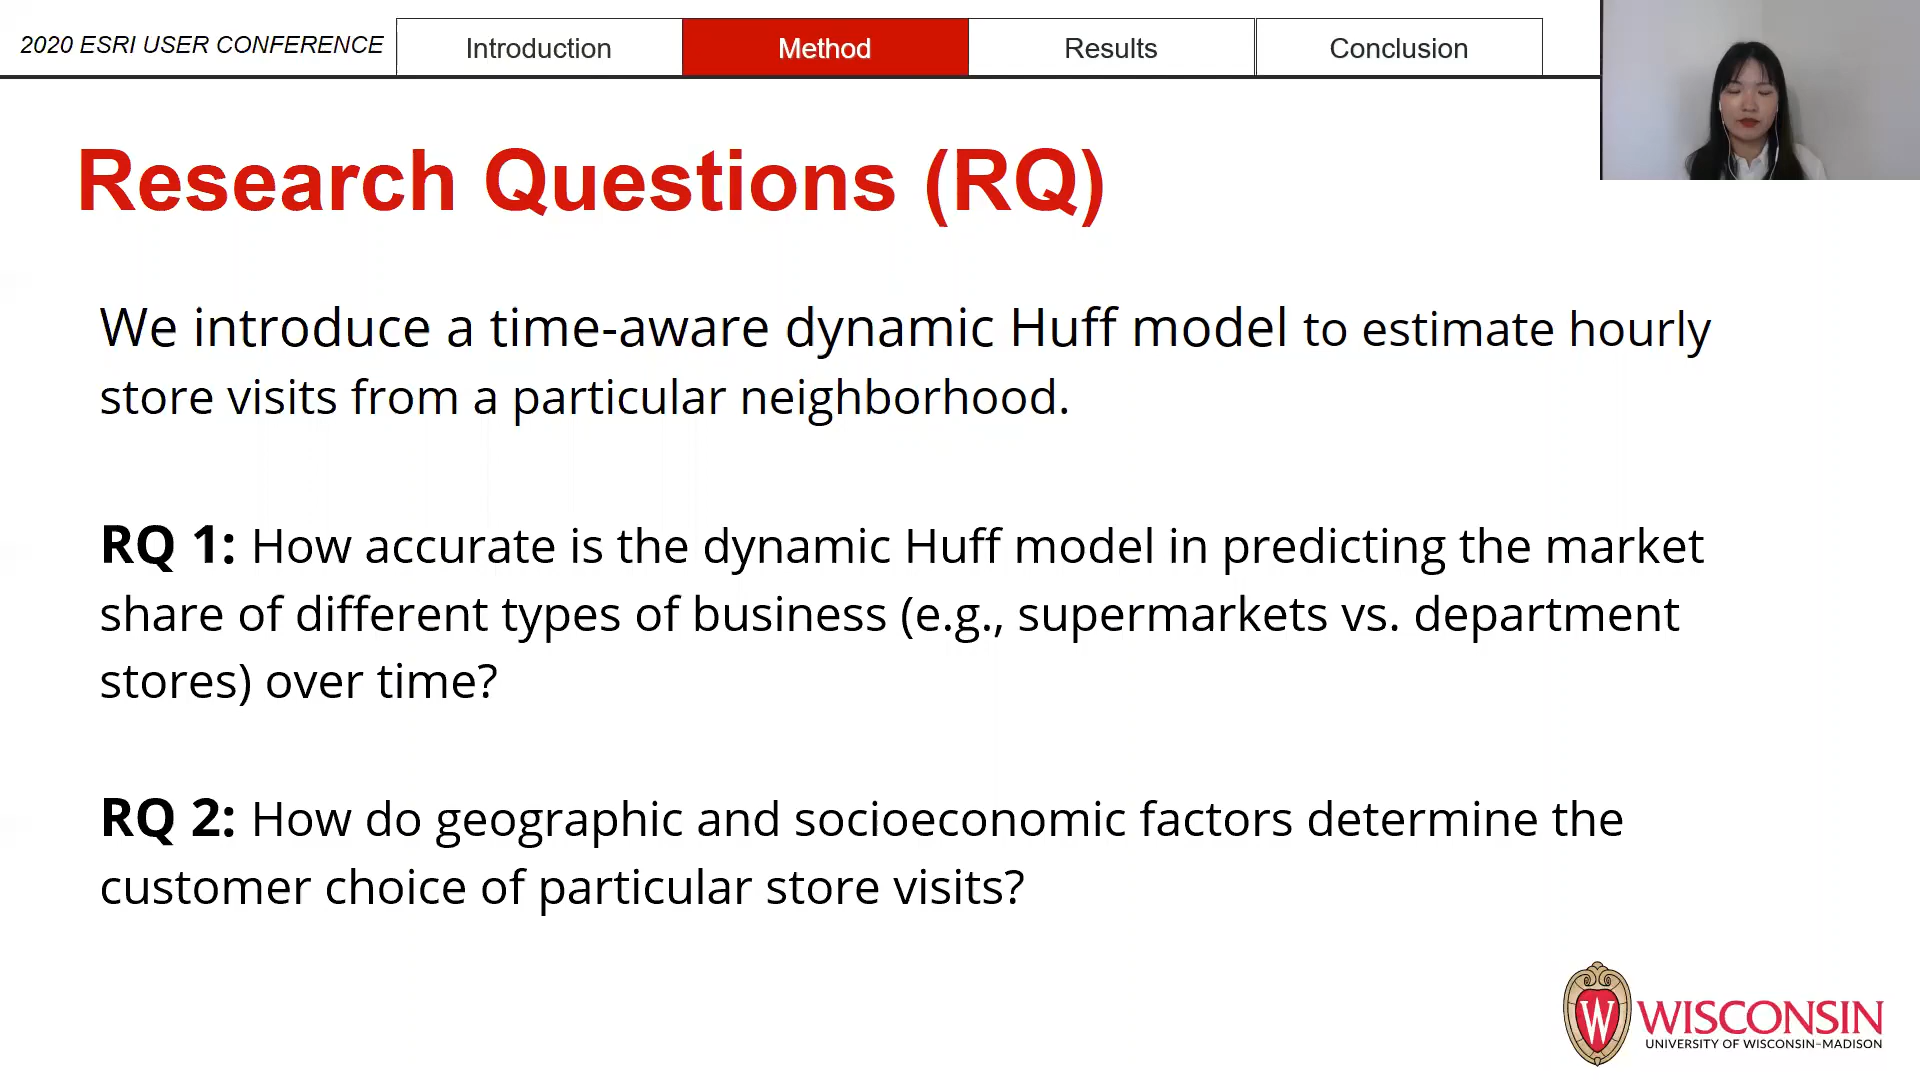 2020 ESRI USER CONFERENCE
Introduction
Method
Results
Conclusion
Research Questions (RQ)
We introduce a time-aware dynamic Huff model to estimate hourly
store visits from a particular neighborhood.
RQ 1: How accurate is the dynamic Huff model in predicting the market
share of different types of business (e.g., supermarkets vs. department
stores) over time?
RQ 2: How do geographic and socioeconomic factors determine the
customer choice of particular store visits?
W
WISCONSIN
UNIVERSITY OF WISCONSIN–MADISON